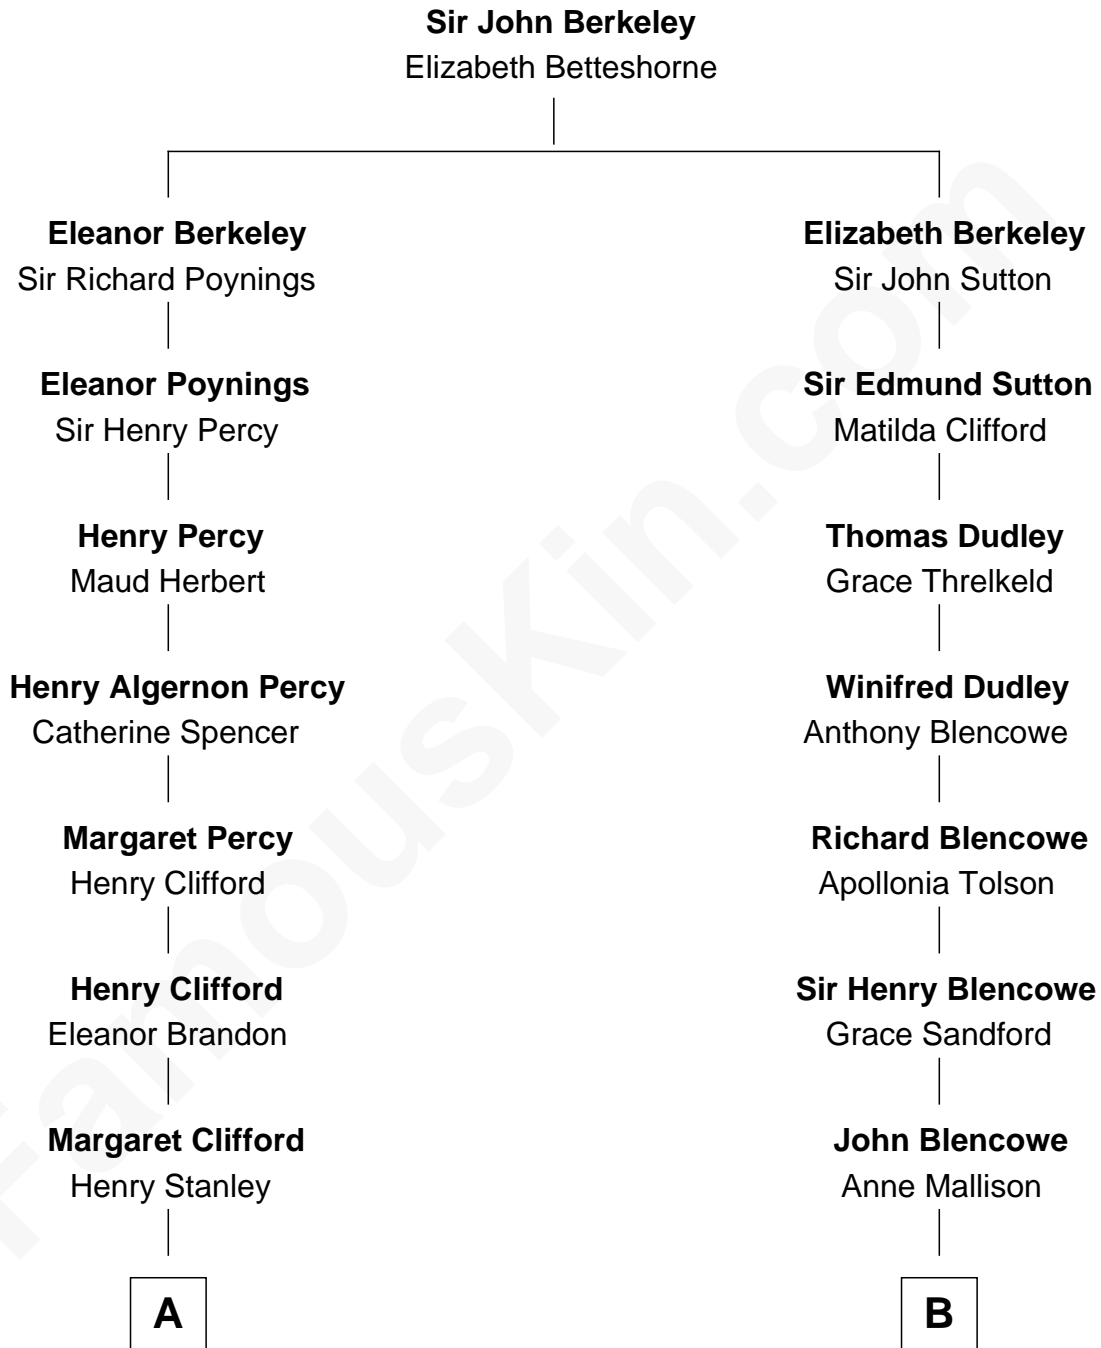 Sir John Berkeley
Elizabeth Betteshorne
Eleanor Berkeley
Sir Richard Poynings
Elizabeth Berkeley
Sir John Sutton
Eleanor Poynings
Sir Henry Percy
Sir Edmund Sutton
Matilda Clifford
Henry Percy
Maud Herbert
Thomas Dudley
Grace Threlkeld
Henry Algernon Percy
Catherine Spencer
Winifred Dudley
Anthony Blencowe
Margaret Percy
Henry Clifford
Richard Blencowe
Apollonia Tolson
Henry Clifford
Eleanor Brandon
Sir Henry Blencowe
Grace Sandford
Margaret Clifford
Henry Stanley
John Blencowe
Anne Mallison
A
B
FamousKin.com